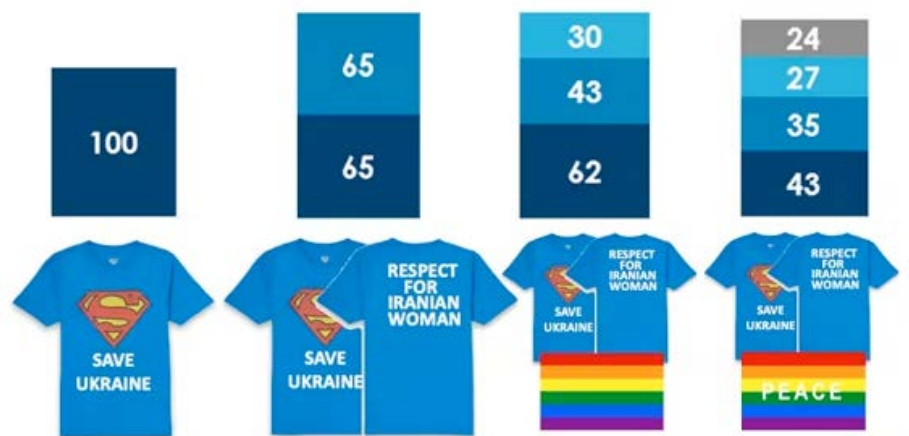 100
65
65
30
43
62
24
27
35
43
SAVE
UKRAINE
SAVE
UKRAINE
RESPECT
FOR
IRANIAN
WOMAN
SAVE
UKRAINE
RESPECT
FOR
IRANIAN
WOMAN
SAVE
UKRAINE
RESPECT
FOR
IRANIAN
WOMAN
PEACE